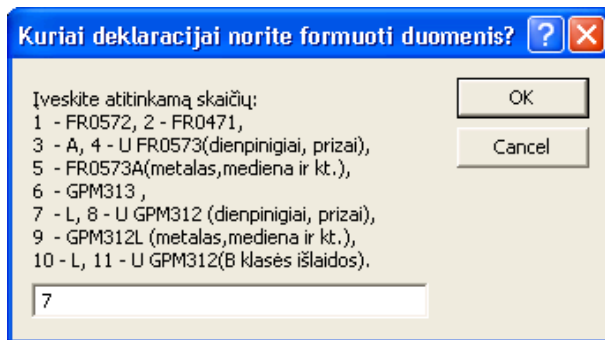 Kuriai deklaracijai norite formuoti duomenis?
Įveskite atitinkamą skaičių:
1 - FR0572, 2 - FR0471,
3 - A, 4 - U FR0573(dienpinigiai, prizai),
5 - FR0573A(metalas,mediena ir kt.),
6 - GPM313 ,
7 - L, 8 - U GPM312 (dienpinigiai, prizai),
9 - GPM312L (metalas,mediena ir kt.),
10 - L, 11 - U GPM312(B klasės išlaidos).
OK
Cancel
7